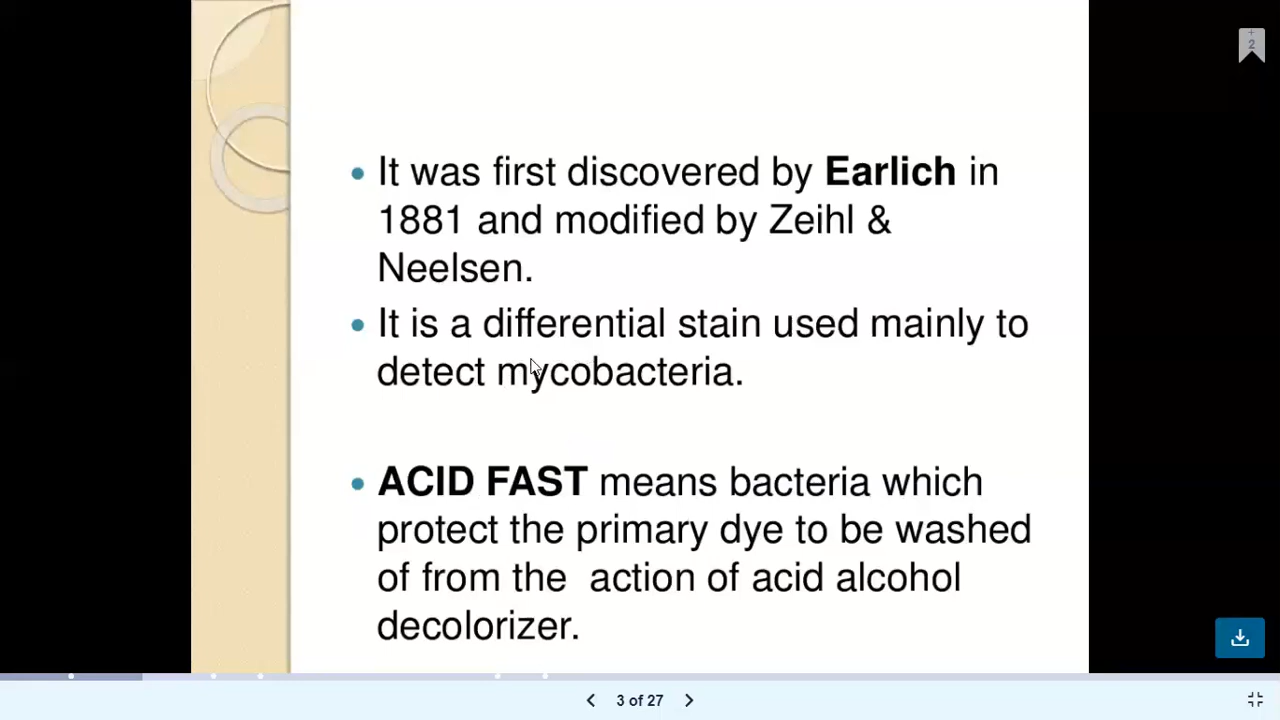 It was first discovered by Earlich in
1881 and modified by Zeihl &
Neelsen.
It is a differential stain used mainly to
detect mycobacteria.
ACID FAST means bacteria which
protect the primary dye to be washed
of from the action of acid alcohol
decolorizer.
+
2
3 of 27